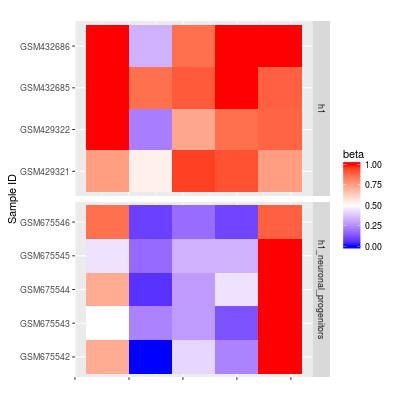 GSM432686
GSM432685
GSM429322
GSM429321
h1
GSM675546
GSM675545
GSM675544
GSM675543
GSM675542
h1_neuronal_progenitors
Sample ID
beta
1.00
0.75
0.50
0.25
0.00